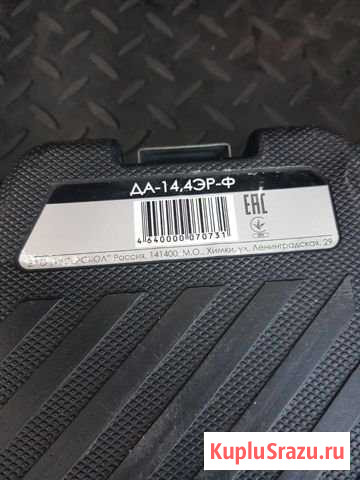 ДА-14,4ЭР-Ф
EAC
4 640000 070731
Россия, 141400, М.О., Химки, ул. Ленинградская, 29
KupluSrazu.ru